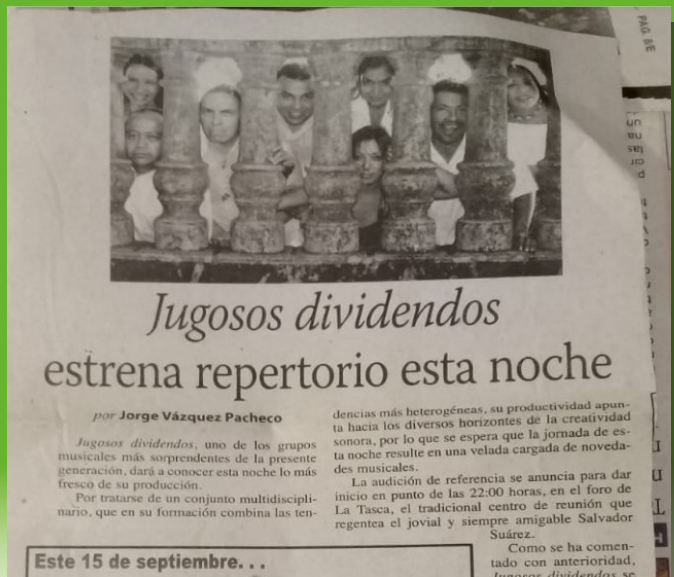 PAG. 8/E
Jugosos dividendos
estrena repertorio esta noche
por Jorge Vázquez Pacheco
Jugosos dividendos, uno de los grupos
musicales más sorprendentes de la presente
generación, dará a conocer esta noche lo más
fresco de su producción.
Por tratarse de un conjunto multidiscipli-
nario, que en su formación combina las ten-
dencias más heterogéneas, su productividad apun-
ta hacia los diversos horizontes de la creatividad
sonora, por lo que se espera que la jornada de es-
ta noche resulte en una velada cargada de noveda-
des musicales.
La audición de referencia se anuncia para dar
inicio en punto de las 22:00 horas, en el foro de
La Tasca, el tradicional centro de reunión que
regentea el jovial y siempre amigable Salvador
Suárez.
Como se ha comen-
tado con anterioridad,
Jugosos dividendos se
Este 15 de septiembre. . .